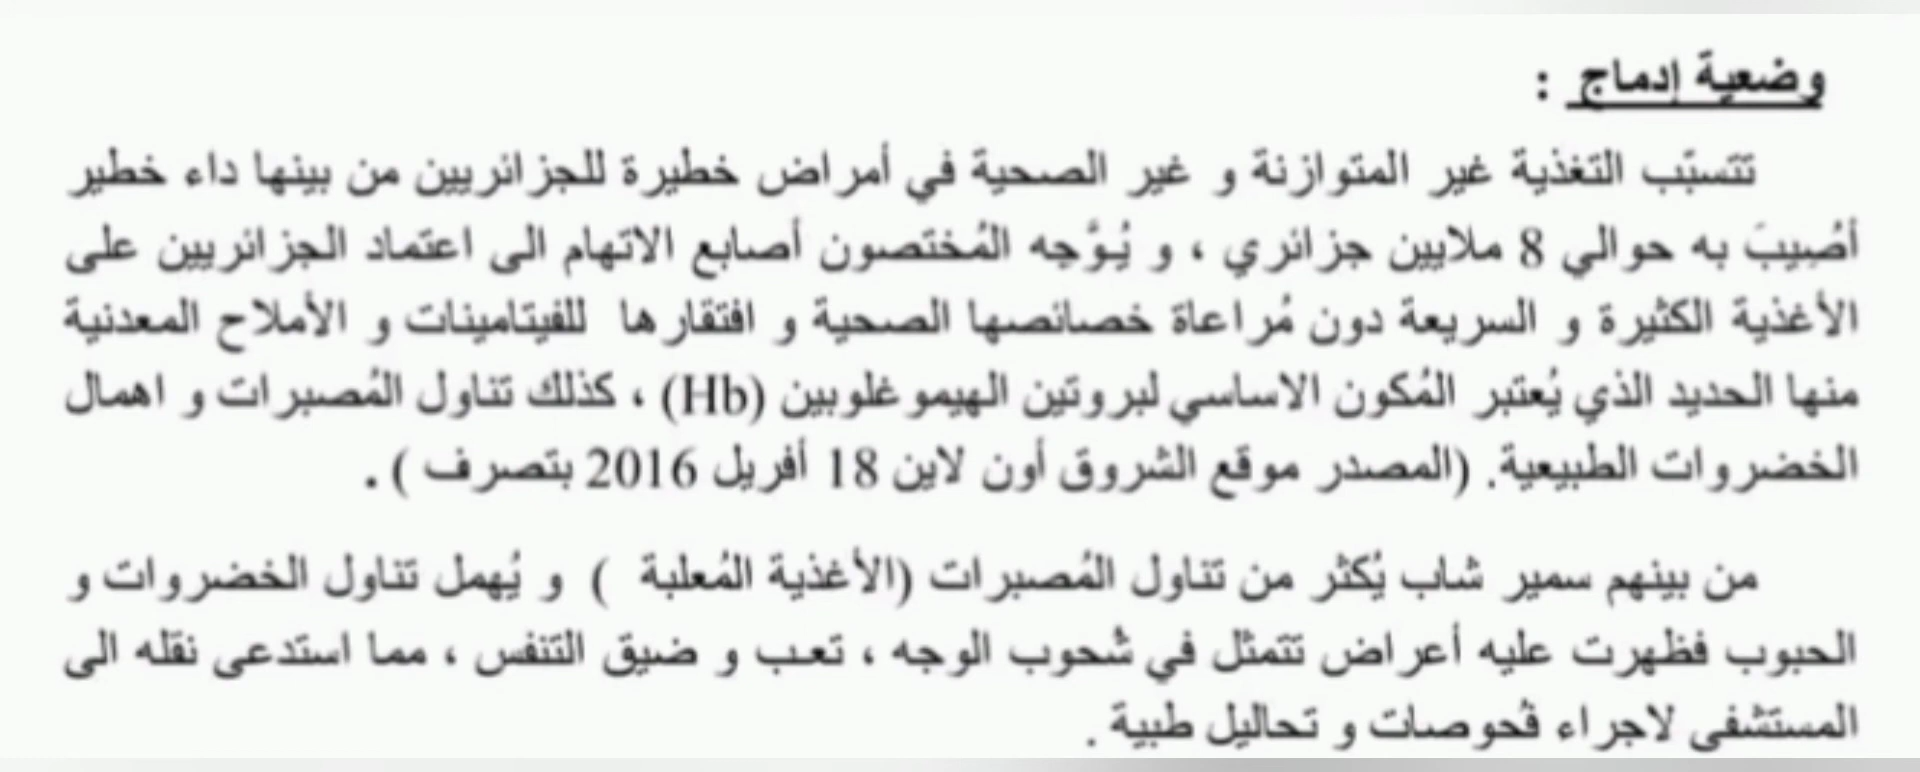 وضعية إدماج :
تتسبّب التغذية غير المتوازنة و غير الصحية في أمراض خطيرة للجزائريين من بينها داء خطير
أصُيبَ به حوالي 8 ملايين جزائري ، و يُوَّجه المُختصون أصابع الاتهام الى اعتماد الجزائريين على
الأغذية الكثيرة و السريعة دون مُراعاة خصائصها الصحية و افتقارها للفيتامينات و الأملاح المعدنية
منها الحديد الذي يُعتبر المُكون الاساسي لبروتين الهيموغلوبين (Hb) ، كذلك تناول المُصبرات و اهمال
الخضروات الطبيعية. (المصدر موقع الشروق أون لاين 18 أفريل 2016 بتصرف ) .
من بينهم سمير شاب يُكثر من تناول المُصبرات (الأغذية المُعلبة ) و يُهمل تناول الخضروات و
الحبوب فظهرت عليه أعراض تتمثل في شُحوب الوجه ، تعب و ضيق التنفس ، مما استدعى نقله الى
المستشفى لاجراء فُحوصات و تحاليل طبية .